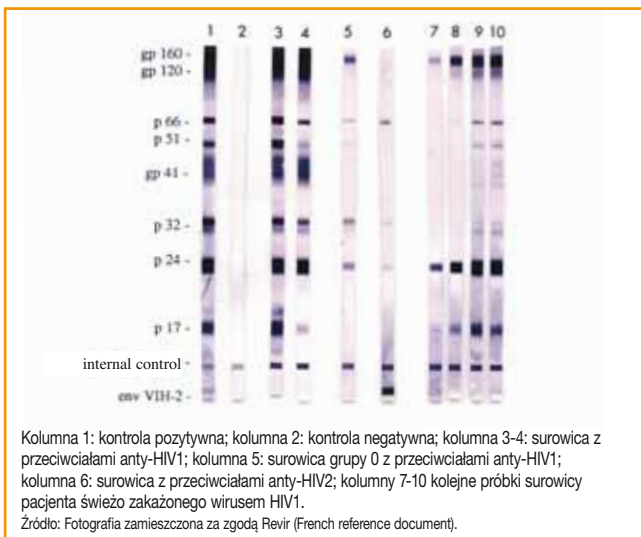 1 2 3 4 5 6 7 8 9 10
gp 160 -
gp 120 -
p 66 -
p 51 -
gp 41 -
p 32 -
p 24 -
p 17 -
internal control -
env VIH-2 -
Kolumna 1: kontrola pozytywna; kolumna 2: kontrola negatywna; kolumna 3-4: surowica z
przeciwciałami anty-HIV1; kolumna 5: surowica grupy 0 z przeciwciałami anty-HIV1;
kolumna 6: surowica z przeciwciałami anty-HIV2; kolumny 7-10 kolejne próbki surowicy
pacjenta świeżo zakażonego wirusem HIV1.
Źródło: Fotografia zamieszczona za zgodą Revir (French reference document).